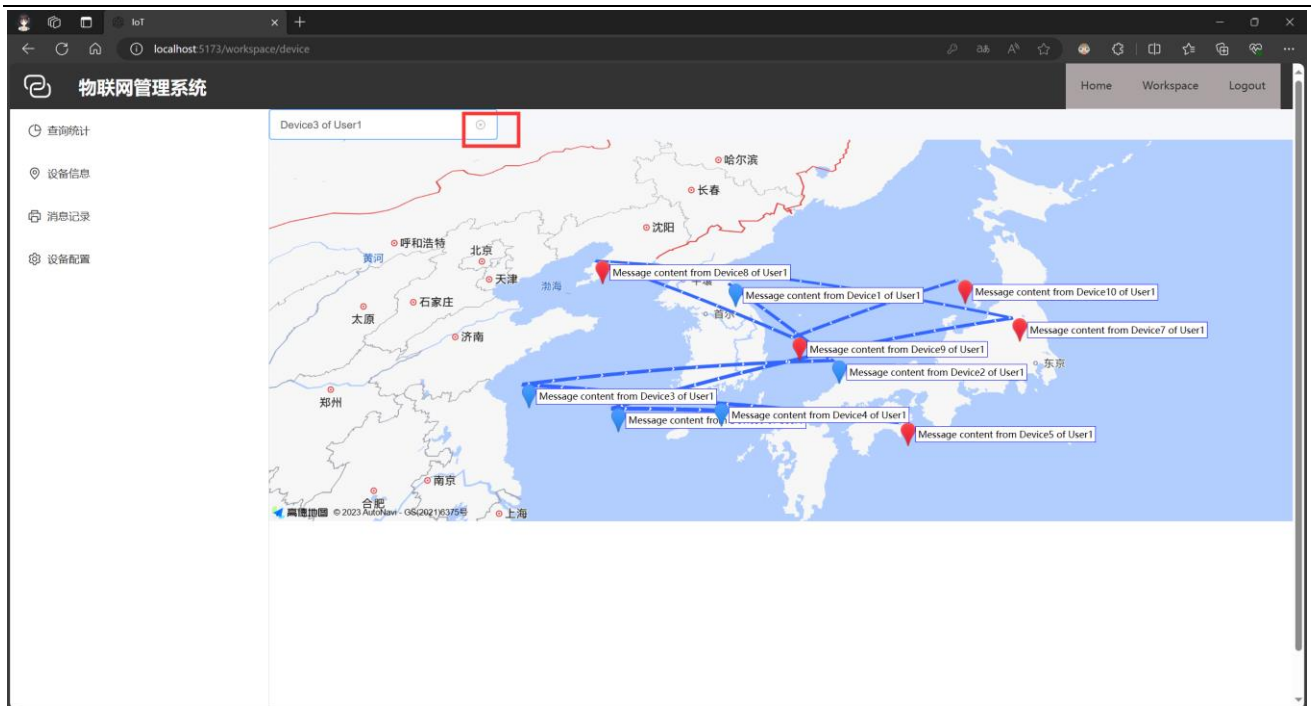 IoT
localhost:5173/workspace/device
物联网管理系统
Home Workspace Logout
查询统计
设备信息
消息记录
设备配置
Device3 of User1
哈尔滨
长春
沈阳
呼和浩特
北京
黄河
天津
渤海
石家庄
太原
济南
郑州
南京
合肥
上海
平壤
首尔
东京
Message content from Device8 of User1
Message content from Device1 of User1
Message content from Device10 of User1
Message content from Device7 of User1
Message content from Device9 of User1
Message content from Device2 of User1
Message content from Device3 of User1
Message content from Device4 of User1
Message content fro
Message content from Device5 of User1
高德地图 © 2023 AutoNavi - GS(2021)6375号